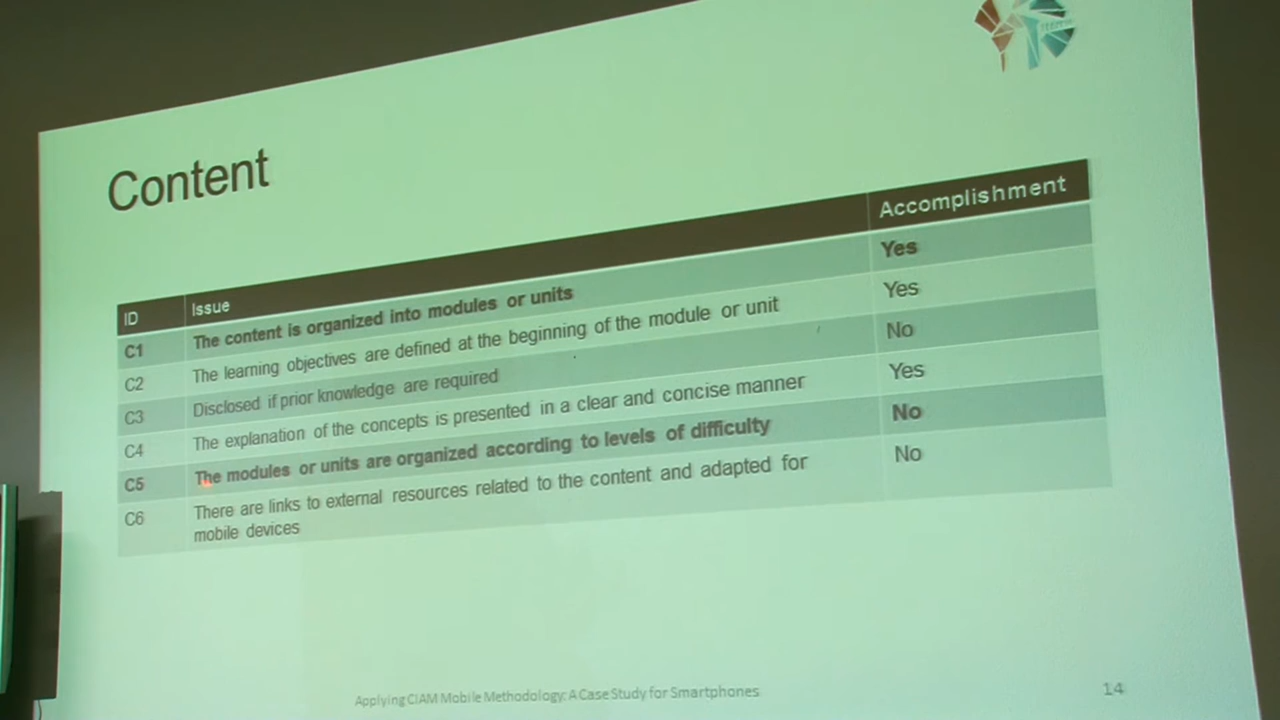 Content
ID Issue Accomplishment
C1 The content is organized into modules or units Yes
C2 The learning objectives are defined at the beginning of the module or unit Yes
C3 Disclosed if prior knowledge are required No
C4 The explanation of the concepts is presented in a clear and concise manner Yes
C5 The modules or units are organized according to levels of difficulty No
C6 There are links to external resources related to the content and adapted for No
mobile devices
Applying CIAM Mobile Methodology: A Case Study for Smartphones 14